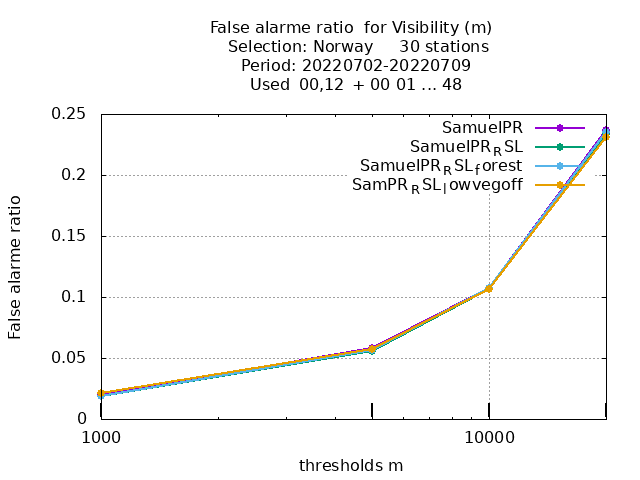 False alarme ratio  for Visibility (m)
Selection: Norway     30 stations
Period: 20220702-20220709
Used  00,12  + 00 01 ... 48
0.25
0.2
0.15
0.1
0.05
0
False alarme ratio
SamuelPR
SamuelPR_RSL
SamuelPR_RSL_forest
SamPR_RSL_lowvegoff
1000
10000
thresholds m